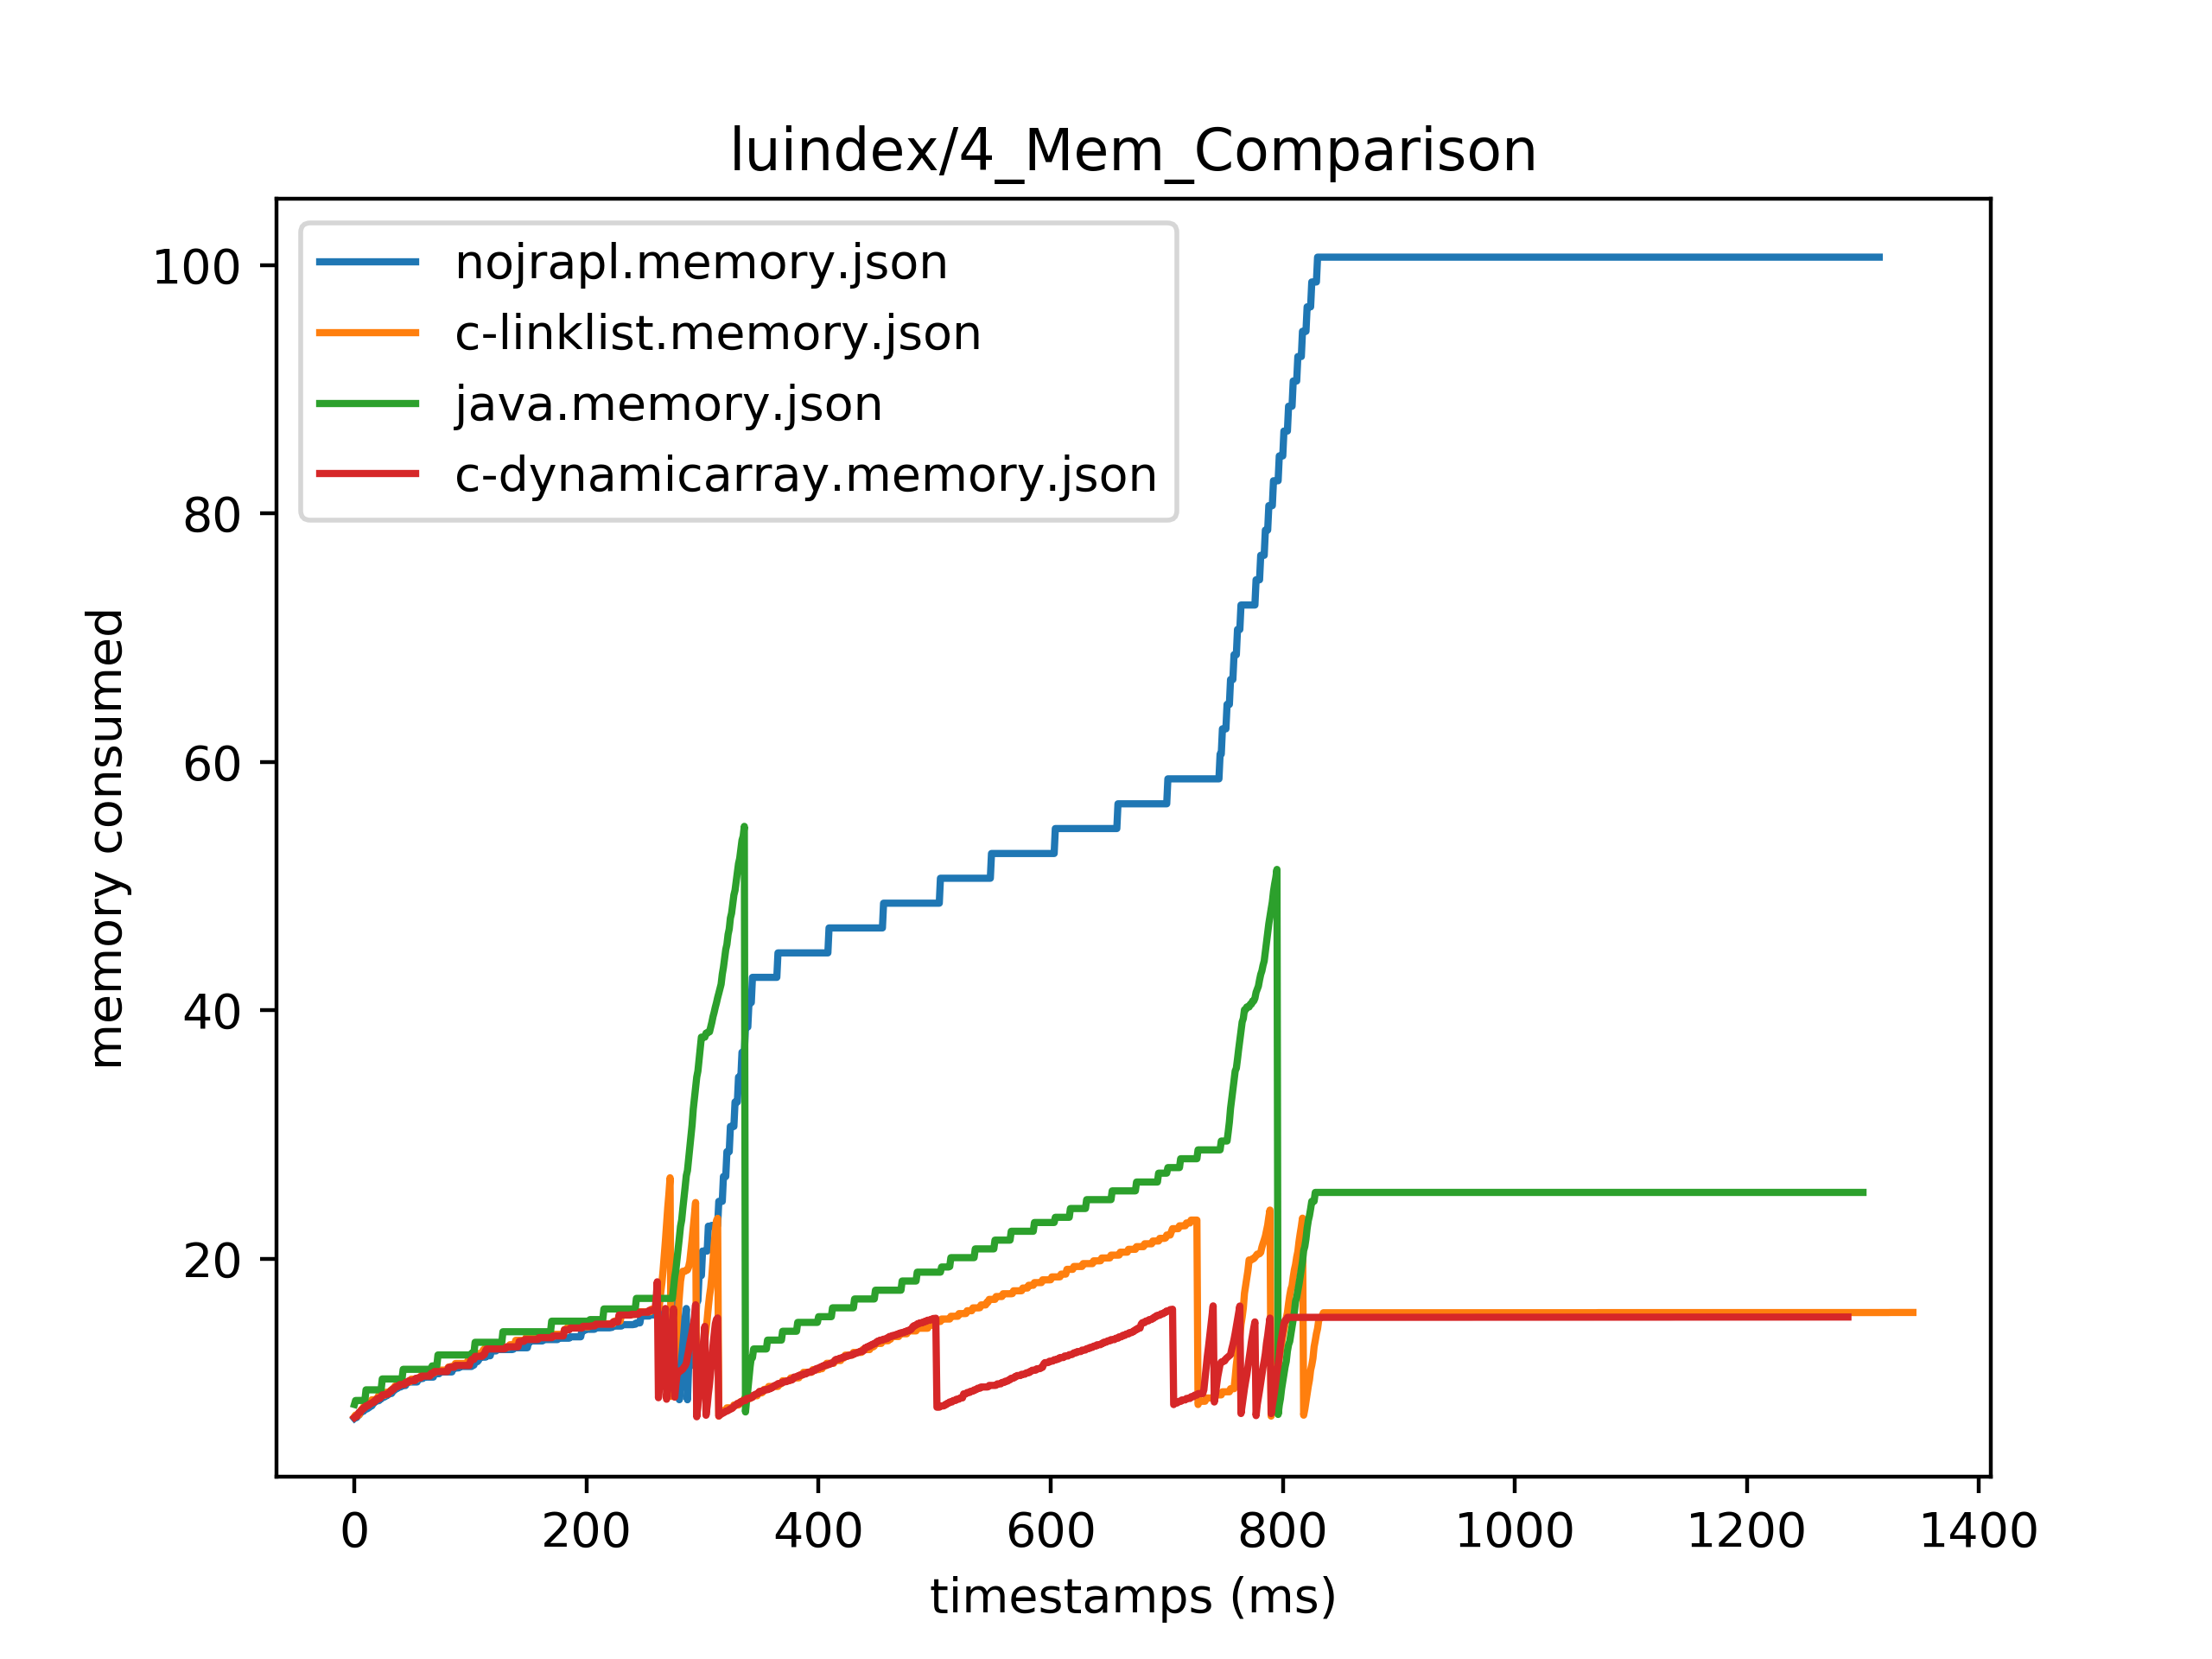 luindex/4_Mem_Comparison
nojrapl.memory.json
c-linklist.memory.json
java.memory.json
c-dynamicarray.memory.json
100
80
60
40
20
memory consumed
0 200 400 600 800 1000 1200 1400
timestamps (ms)